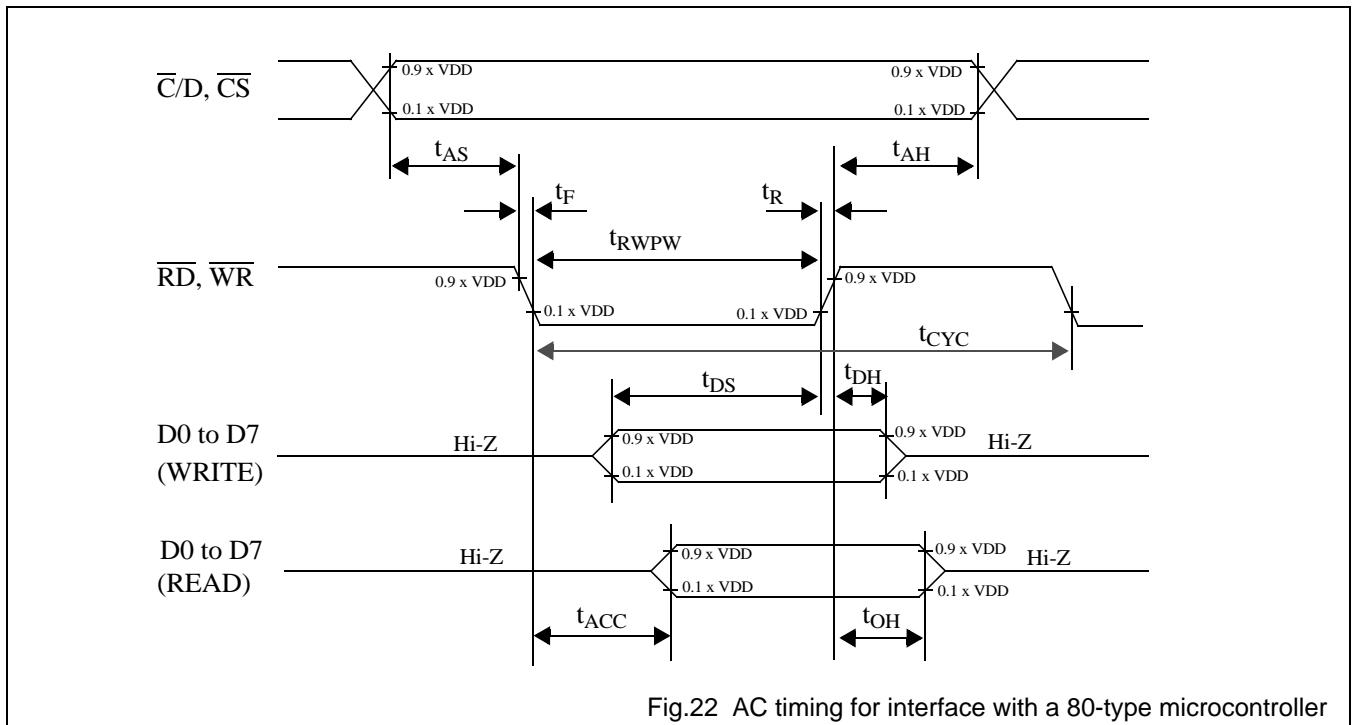 C̅/D, C̅S̅
0.9 x VDD
0.9 x VDD
0.1 x VDD
0.1 x VDD
tAS
tAH
tF
tR
tRWPW
R̅D̅, W̅R̅
0.9 x VDD
0.9 x VDD
0.1 x VDD
0.1 x VDD
tCYC
tDS
tDH
D0 to D7
(WRITE)
Hi-Z
0.9 x VDD
0.9 x VDD
Hi-Z
0.1 x VDD
0.1 x VDD
D0 to D7
(READ)
Hi-Z
0.9 x VDD
0.9 x VDD
Hi-Z
0.1 x VDD
0.1 x VDD
tACC
tOH
Fig.22 AC timing for interface with a 80-type microcontroller